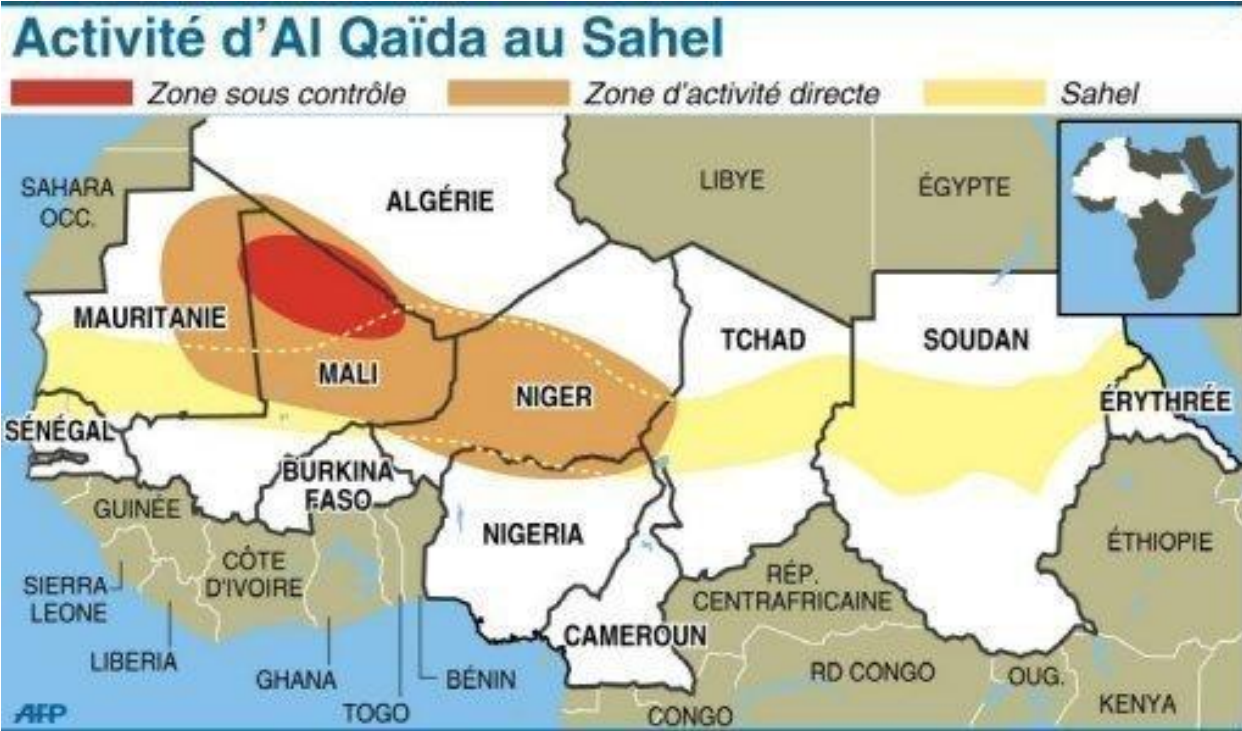 Activité d'Al Qaïda au Sahel
Zone sous contrôle
Zone d'activité directe
Sahel
SAHARA
OCC.
ALGÉRIE
LIBYE
ÉGYPTE
MAURITANIE
MALI
NIGER
TCHAD
SOUDAN
ÉRYTHRÉE
SÉNÉGAL
BURKINA
FASO
GUINÉE
NIGERIA
CÔTE
D'IVOIRE
ÉTHIOPIE
SIERRA
LEONE
RÉP.
CENTRAFRICAINE
LIBERIA
CAMEROUN
GHANA
BÉNIN
RD CONGO
OUG.
TOGO
CONGO
KENYA
AFP